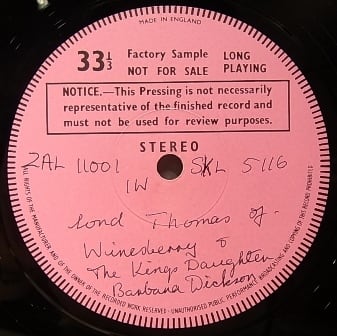 MADE IN ENGLAND
33 1/3 Factory Sample LONG
NOT FOR SALE PLAYING
NOTICE.—This Pressing is not necessarily
representative of the finished record and
must not be used for review purposes.
STEREO
ZAL 11001 SKL 5116
1W
Lond Thomas of
Winesberry &
The Kings Daughter
Barbara Dickson
ALL RIGHTS OF THE MANUFACTURER AND OF THE OWNER OF THE RECORDED WORK RESERVED · UNAUTHORISED PUBLIC PERFORMANCE BROADCASTING AND COPYING OF THIS RECORD PROHIBITED